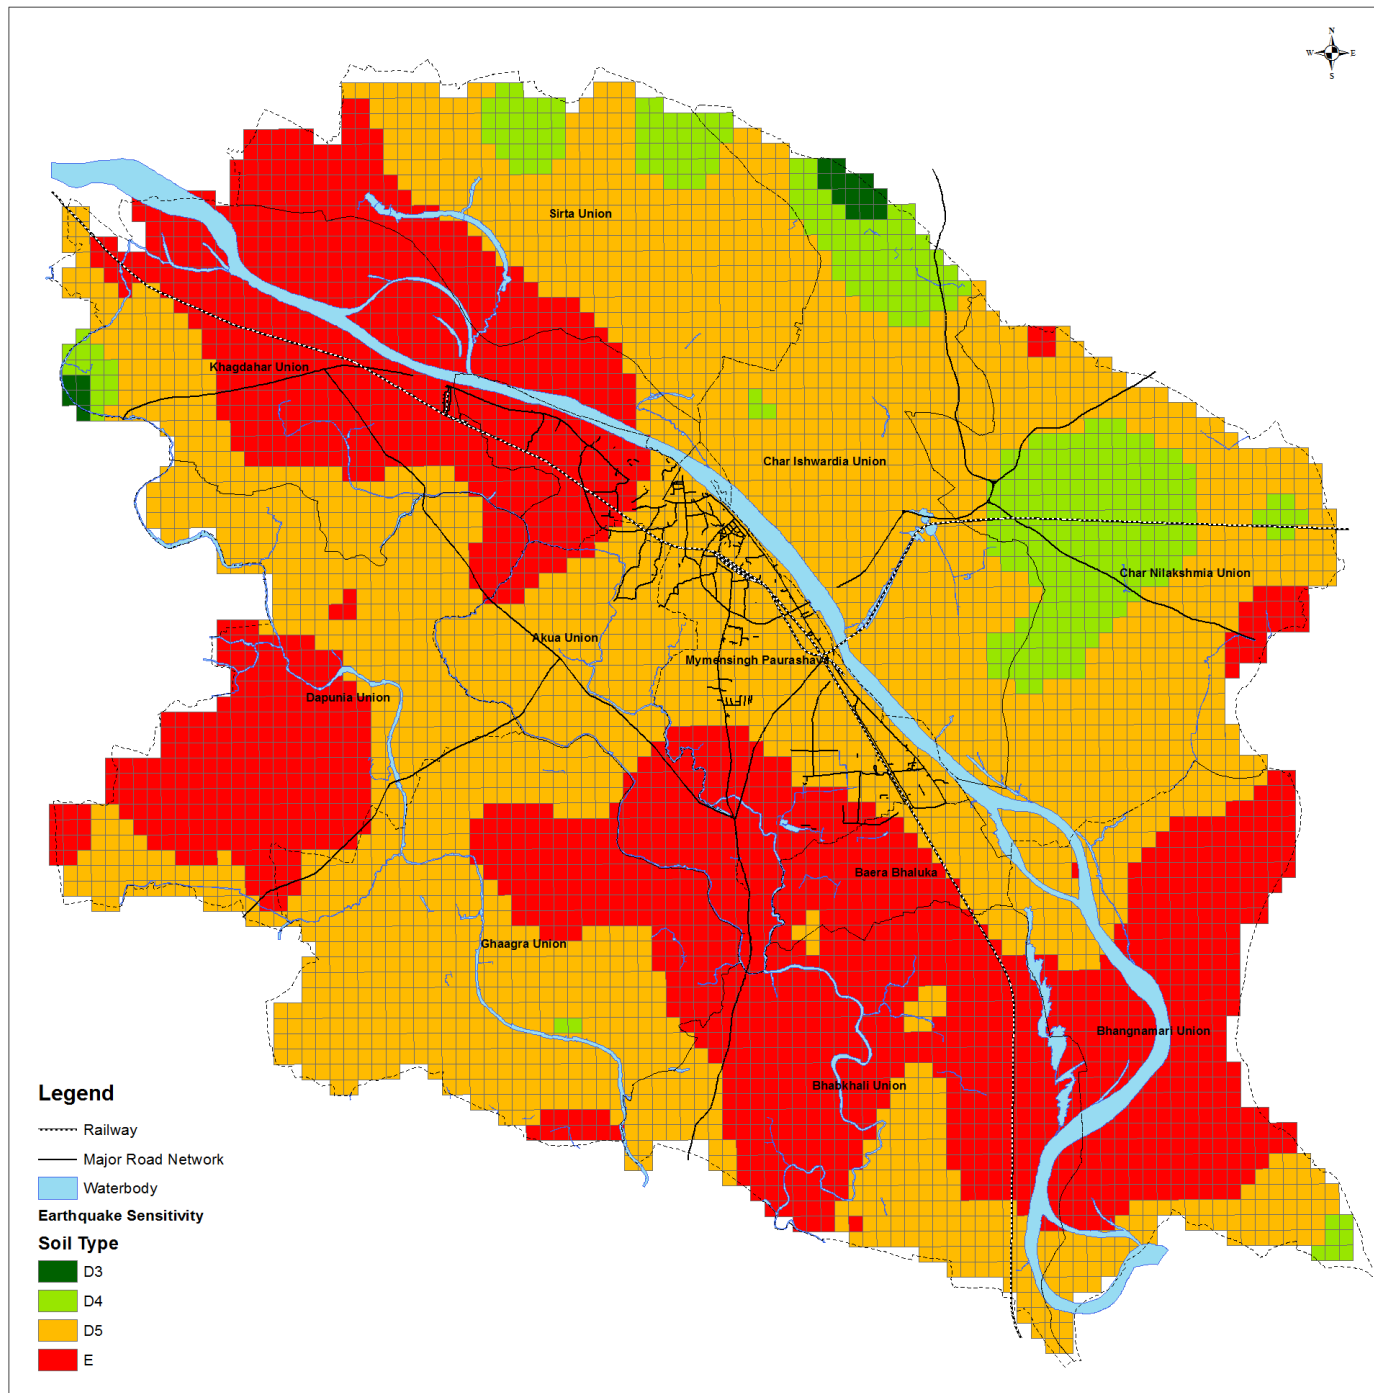 N
W E
S
Sirta Union
Khagdahar Union
Char Ishwardia Union
Char Nilakshmia Union
Akua Union
Mymensingh Paurashava
Dapunia Union
Baera Bhaluka
Ghaagra Union
Bhangnamari Union
Bhabkhali Union
Legend
Railway
Major Road Network
Waterbody
Earthquake Sensitivity
Soil Type
D3
D4
D5
E